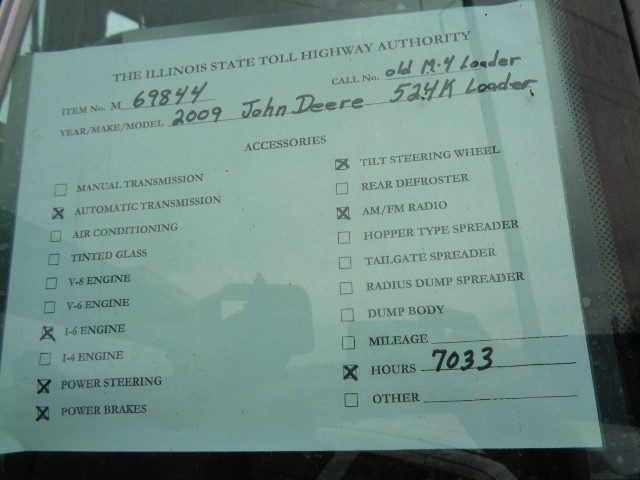 THE ILLINOIS STATE TOLL HIGHWAY AUTHORITY
ITEM No. M 69844 CALL No. old M-4 Loader
YEAR/MAKE/MODEL 2009 John Deere 524K Loader
ACCESSORIES
☐ MANUAL TRANSMISSION
☒ AUTOMATIC TRANSMISSION
☐ AIR CONDITIONING
☐ TINTED GLASS
☐ V-8 ENGINE
☐ V-6 ENGINE
☒ I-6 ENGINE
☐ I-4 ENGINE
☒ POWER STEERING
☒ POWER BRAKES
☒ TILT STEERING WHEEL
☐ REAR DEFROSTER
☒ AM/FM RADIO
☐ HOPPER TYPE SPREADER
☐ TAILGATE SPREADER
☐ RADIUS DUMP SPREADER
☐ DUMP BODY
☐ MILEAGE
☒ HOURS 7033
☐ OTHER